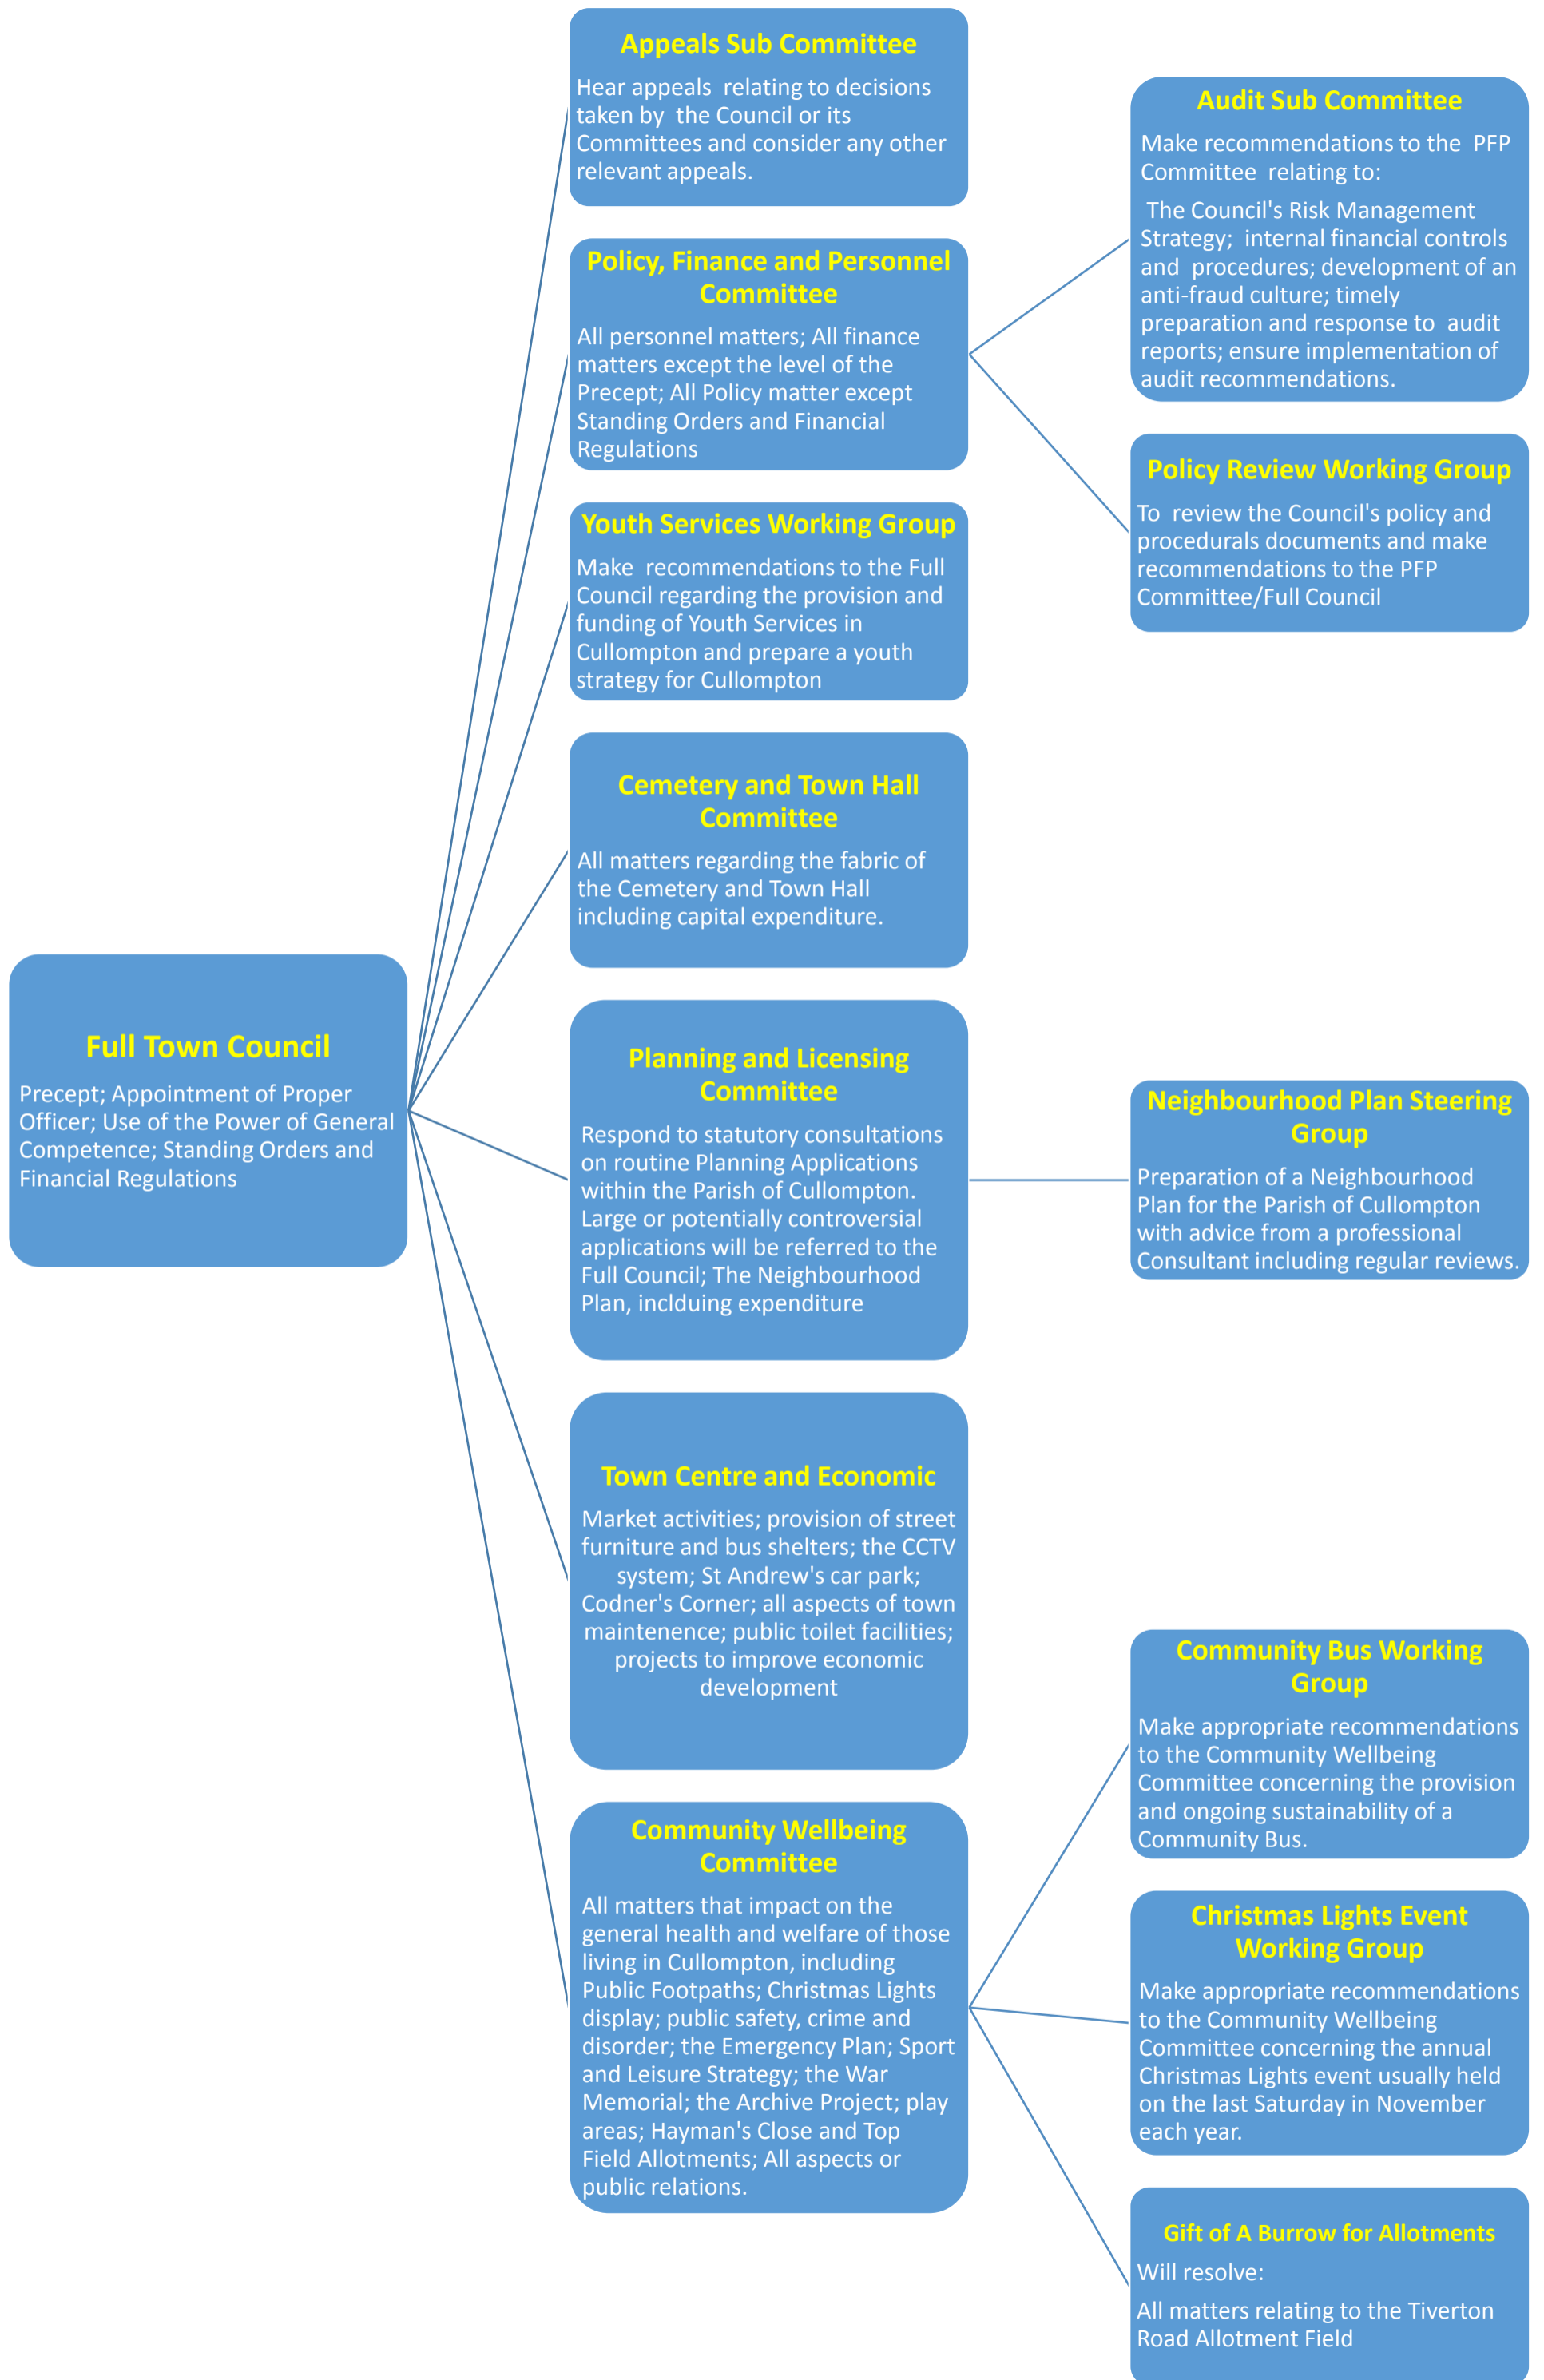 Appeals Sub Committee
Hear appeals relating to decisions
taken by the Council or its
Committees and consider any other
relevant appeals.
Audit Sub Committee
Make recommendations to the PFP
Committee relating to:
The Council's Risk Management
Strategy; internal financial controls
and procedures; development of an
anti-fraud culture; timely
preparation and response to audit
reports; ensure implementation of
audit recommendations.
Policy, Finance and Personnel
Committee
All personnel matters; All finance
matters except the level of the
Precept; All Policy matter except
Standing Orders and Financial
Regulations
Policy Review Working Group
To review the Council's policy and
procedurals documents and make
recommendations to the PFP
Committee/Full Council
Youth Services Working Group
Make recommendations to the Full
Council regarding the provision and
funding of Youth Services in
Cullompton and prepare a youth
strategy for Cullompton
Cemetery and Town Hall
Committee
All matters regarding the fabric of
the Cemetery and Town Hall
including capital expenditure.
Full Town Council
Precept; Appointment of Proper
Officer; Use of the Power of General
Competence; Standing Orders and
Financial Regulations
Planning and Licensing
Committee
Respond to statutory consultations
on routine Planning Applications
within the Parish of Cullompton.
Large or potentially controversial
applications will be referred to the
Full Council; The Neighbourhood
Plan, inclduing expenditure
Neighbourhood Plan Steering
Group
Preparation of a Neighbourhood
Plan for the Parish of Cullompton
with advice from a professional
Consultant including regular reviews.
Town Centre and Economic
Market activities; provision of street
furniture and bus shelters; the CCTV
system; St Andrew's car park;
Codner's Corner; all aspects of town
maintenence; public toilet facilities;
projects to improve economic
development
Community Wellbeing
Committee
All matters that impact on the
general health and welfare of those
living in Cullompton, including
Public Footpaths; Christmas Lights
display; public safety, crime and
disorder; the Emergency Plan; Sport
and Leisure Strategy; the War
Memorial; the Archive Project; play
areas; Hayman's Close and Top
Field Allotments; All aspects or
public relations.
Community Bus Working
Group
Make appropriate recommendations
to the Community Wellbeing
Committee concerning the provision
and ongoing sustainability of a
Community Bus.
Christmas Lights Event
Working Group
Make appropriate recommendations
to the Community Wellbeing
Committee concerning the annual
Christmas Lights event usually held
on the last Saturday in November
each year.
Gift of A Burrow for Allotments
Will resolve:
All matters relating to the Tiverton
Road Allotment Field